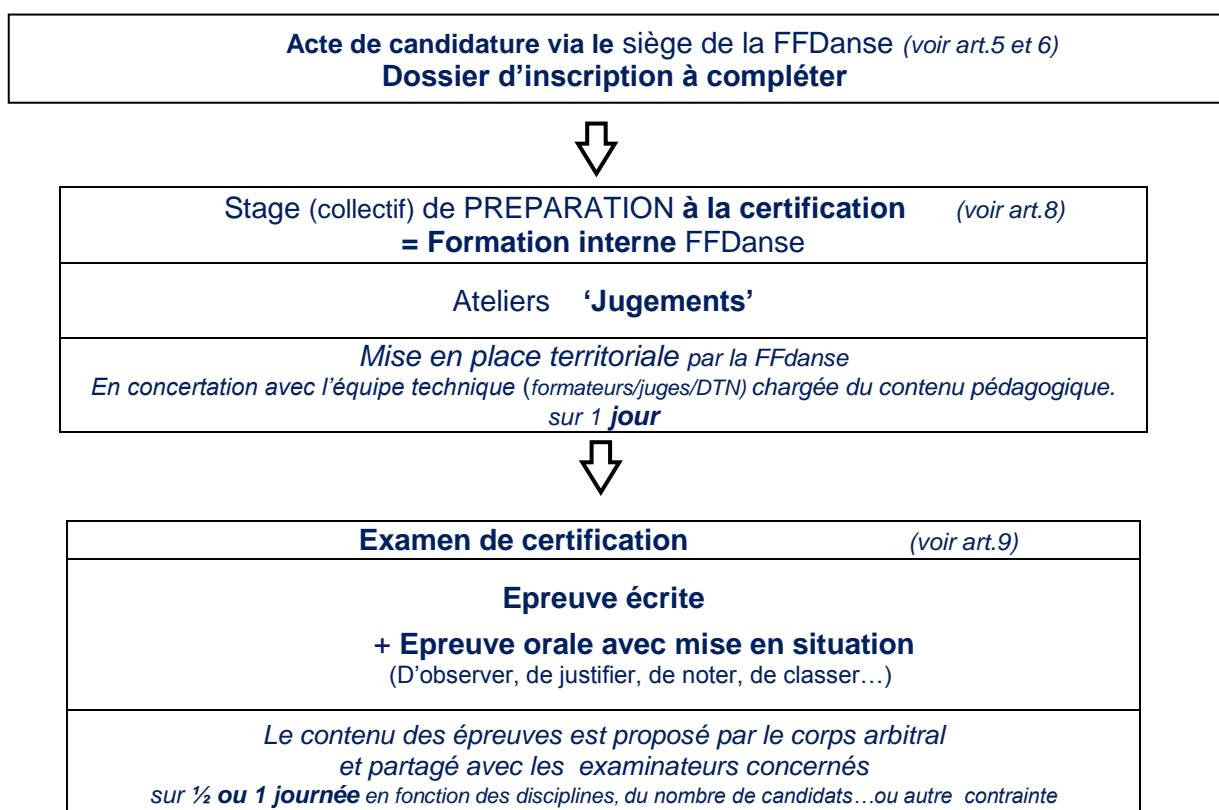 Acte de candidature via le siège de la FFDanse (voir art.5 et 6)
Dossier d’inscription à compléter
Stage (collectif) de PREPARATION à la certification (voir art.8)
= Formation interne FFDanse
Ateliers ‘Jugements’
Mise en place territoriale par la FFdanse
En concertation avec l’équipe technique (formateurs/juges/DTN) chargée du contenu pédagogique.
sur 1 jour
Examen de certification (voir art.9)
Epreuve écrite
+ Epreuve orale avec mise en situation
(D’observer, de justifier, de noter, de classer…)
Le contenu des épreuves est proposé par le corps arbitral
et partagé avec les examinateurs concernés
sur ½ ou 1 journée en fonction des disciplines, du nombre de candidats…ou autre contrainte